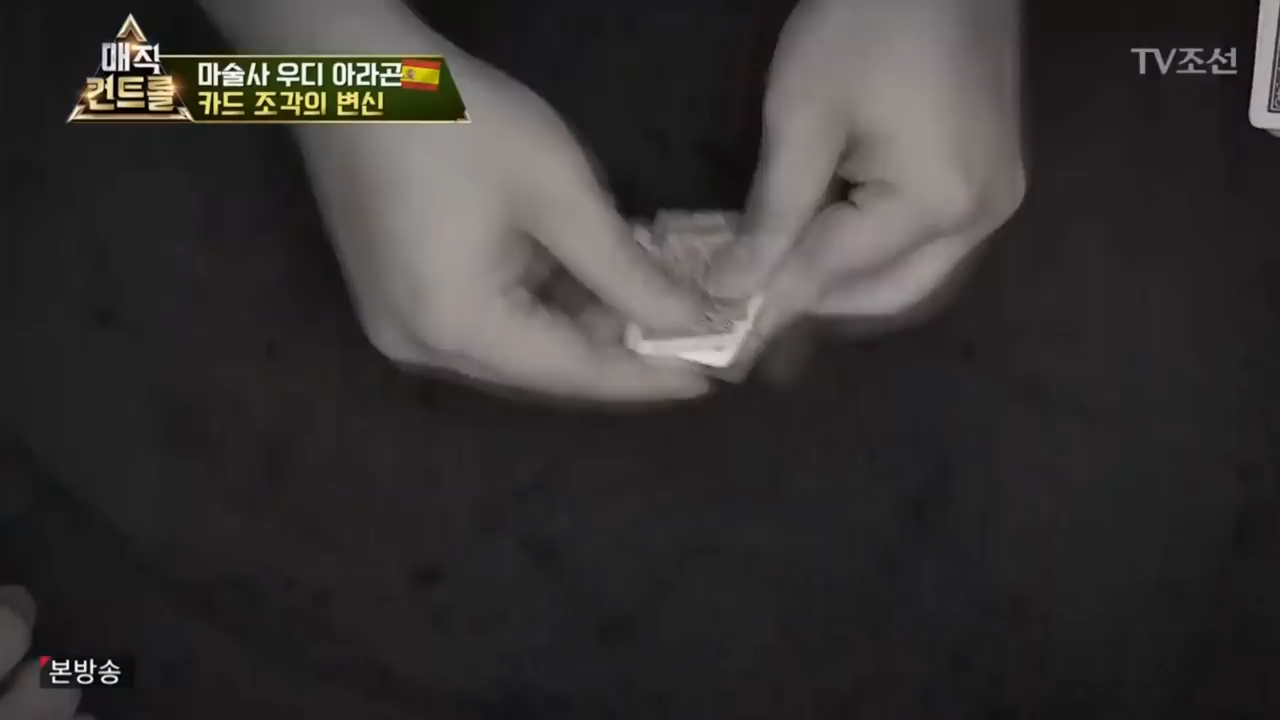 매직
컨트롤
마술사 우디 아라곤
카드 조각의 변신
TV조선
본방송